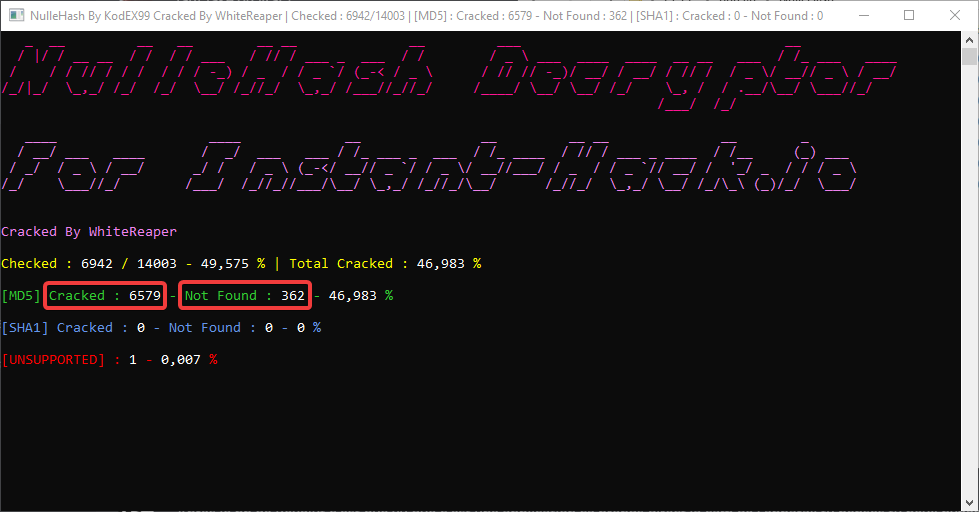 NulleHash By KodEX99 Cracked By WhiteReaper | Checked : 6942/14003 | [MD5] : Cracked : 6579 - Not Found : 362 | [SHA1] : Cracked : 0 - Not Found : 0
NulleHash Decryptor
For Instant-Hack.io
Cracked By WhiteReaper
Checked : 6942 / 14003 - 49,575 % | Total Cracked : 46,983 %
[MD5] Cracked : 6579 - Not Found : 362 - 46,983 %
[SHA1] Cracked : 0 - Not Found : 0 - 0 %
[UNSUPPORTED] : 1 - 0,007 %